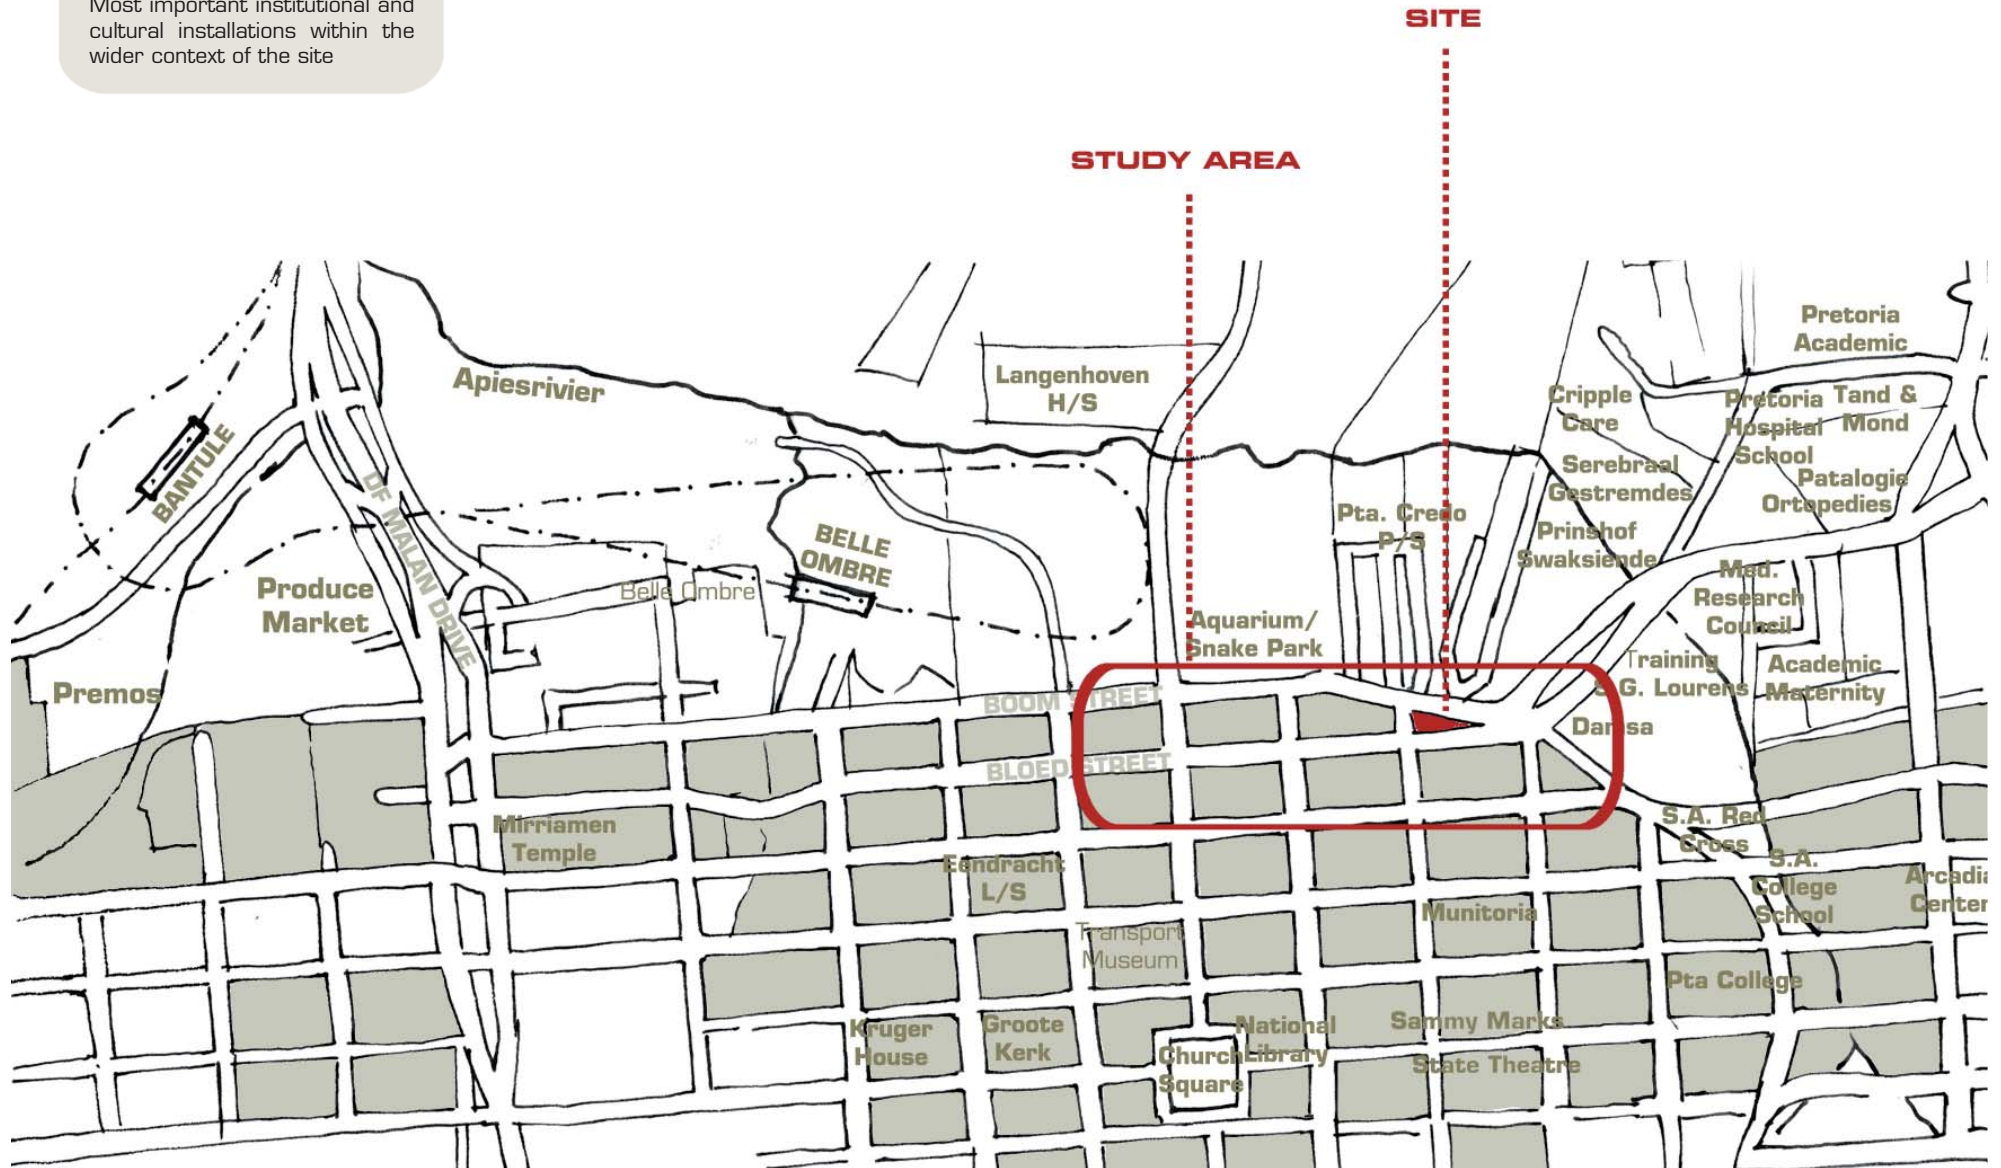 Most important institutional and
cultural installations within the
wider context of the site
SITE
STUDY AREA
Pretoria
Academic
Apiesrivier
Langenhoven
H/S
Cripple
Care
Pretoria
Hospital
School
Tand &
Mond
BANTULE
DF MALAN DRIVE
Serebraal
Gestremdes
Patalogie
Ortopedies
Pta. Credo
P/S
Prinshof
Swaksiende
BELLE
OMBRE
Belle Ombre
Produce
Market
Med.
Research
Council
Aquarium/
Snake Park
Training
S.G. Lourens
Academic
Maternity
Premos
BOOM STREET
Damsa
BLOED STREET
Mirriamen
Temple
S.A. Red
Cross
Eendracht
L/S
S.A.
College
School
Arcadia
Center
Munitoria
Transport
Museum
Pta College
Kruger
House
Groote
Kerk
National
Library
Sammy Marks
Church
Square
State Theatre